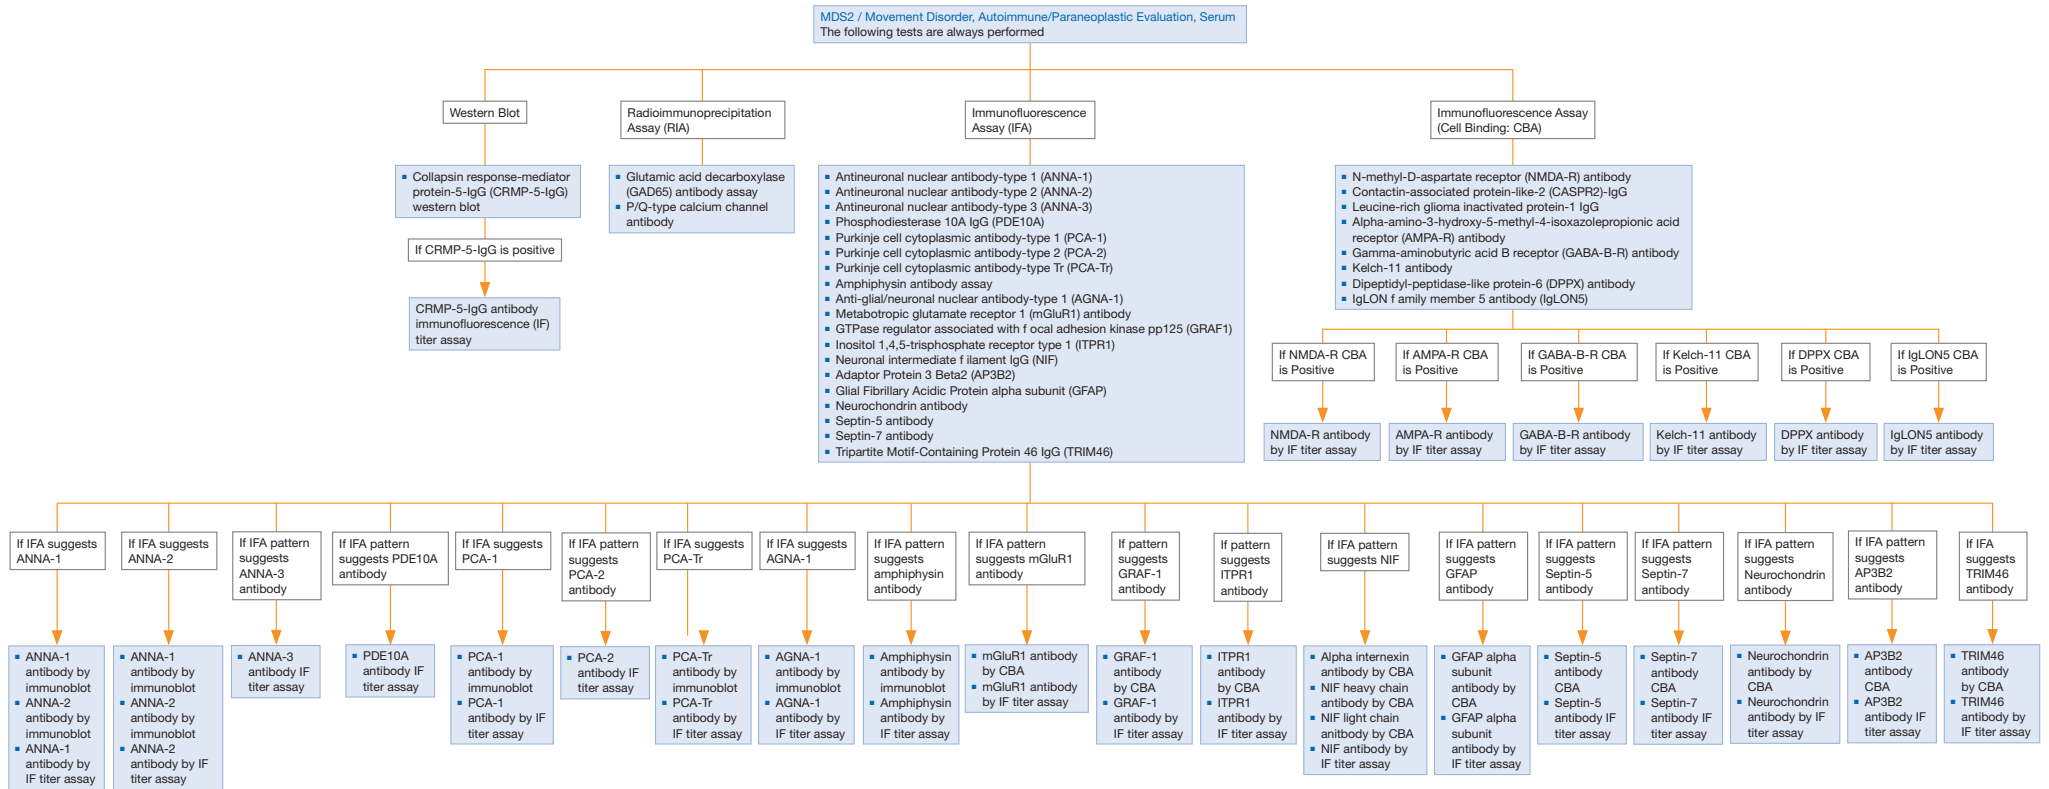 MDS2 / Movement Disorder, Autoimmune/Paraneoplastic Evaluation, Serum
The following tests are always performed
Western Blot
Radioimmunoprecipitation
Assay (RIA)
Immunofluorescence
Assay (IFA)
Immunofluorescence Assay
(Cell Binding: CBA)
▪ Collapsin response-mediator
protein-5-IgG (CRMP-5-IgG)
western blot
If CRMP-5-IgG is positive
CRMP-5-IgG antibody
immunofluorescence (IF)
titer assay
▪ Glutamic acid decarboxylase
(GAD65) antibody assay
▪ P/Q-type calcium channel
antibody
▪ Antineuronal nuclear antibody-type 1 (ANNA-1)
▪ Antineuronal nuclear antibody-type 2 (ANNA-2)
▪ Antineuronal nuclear antibody-type 3 (ANNA-3)
▪ Phosphodiesterase 10A IgG (PDE10A)
▪ Purkinje cell cytoplasmic antibody-type 1 (PCA-1)
▪ Purkinje cell cytoplasmic antibody-type 2 (PCA-2)
▪ Purkinje cell cytoplasmic antibody-type Tr (PCA-Tr)
▪ Amphiphysin antibody assay
▪ Anti-glial/neuronal nuclear antibody-type 1 (AGNA-1)
▪ Metabotropic glutamate receptor 1 (mGluR1) antibody
▪ GTPase regulator associated with f ocal adhesion kinase pp125 (GRAF1)
▪ Inositol 1,4,5-trisphosphate receptor type 1 (ITPR1)
▪ Neuronal intermediate f ilament IgG (NIF)
▪ Adaptor Protein 3 Beta2 (AP3B2)
▪ Glial Fibrillary Acidic Protein alpha subunit (GFAP)
▪ Neurochondrin antibody
▪ Septin-5 antibody
▪ Septin-7 antibody
▪ Tripartite Motif-Containing Protein 46 IgG (TRIM46)
▪ N-methyl-D-aspartate receptor (NMDA-R) antibody
▪ Contactin-associated protein-like-2 (CASPR2)-IgG
▪ Leucine-rich glioma inactivated protein-1 IgG
▪ Alpha-amino-3-hydroxy-5-methyl-4-isoxazolepropionic acid
receptor (AMPA-R) antibody
▪ Gamma-aminobutyric acid B receptor (GABA-B-R) antibody
▪ Kelch-11 antibody
▪ Dipeptidyl-peptidase-like protein-6 (DPPX) antibody
▪ IgLON f amily member 5 antibody (IgLON5)
If NMDA-R CBA
is Positive
If AMPA-R CBA
is Positive
If GABA-B-R CBA
is Positive
If Kelch-11 CBA
is Positive
If DPPX CBA
is Positive
If IgLON5 CBA
is Positive
NMDA-R antibody
by IF titer assay
AMPA-R antibody
by IF titer assay
GABA-B-R antibody
by IF titer assay
Kelch-11 antibody
by IF titer assay
DPPX antibody
by IF titer assay
IgLON5 antibody
by IF titer assay
If IFA suggests
ANNA-1
If IFA suggests
ANNA-2
If IFA pattern
suggests
ANNA-3
antibody
If IFA pattern
suggests PDE10A
antibody
If IFA suggests
PCA-1
If IFA pattern
suggests
PCA-2
antibody
If IFA suggests
PCA-Tr
If IFA suggests
AGNA-1
If IFA pattern
suggests
amphiphysin
antibody
If IFA pattern
suggests mGluR1
antibody
If pattern
suggests
GRAF-1
antibody
If pattern
suggests
ITPR1
antibody
If IFA pattern
suggests NIF
If IFA pattern
suggests
GFAP
antibody
If IFA pattern
suggests
Septin-5
antibody
If IFA pattern
suggests
Septin-7
antibody
If IFA pattern
suggests
Neurochondrin
antibody
If IFA pattern
suggests
AP3B2
antibody
If IFA
suggests
TRIM46
antibody
▪ ANNA-1
antibody by
immunoblot
▪ ANNA-2
antibody by
immunoblot
▪ ANNA-1
antibody by
IF titer assay
▪ ANNA-1
antibody by
immunoblot
▪ ANNA-2
antibody by
immunoblot
▪ ANNA-2
antibody by IF
titer assay
▪ ANNA-3
antibody IF
titer assay
▪ PDE10A
antibody IF
titer assay
▪ PCA-1
antibody by
immunoblot
▪ PCA-1
antibody by IF
titer assay
▪ PCA-2
antibody IF
titer assay
▪ PCA-Tr
antibody by
immunoblot
▪ PCA-Tr
antibody by
IF titer assay
▪ AGNA-1
antibody by
immunoblot
▪ AGNA-1
antibody by
IF titer assay
▪ Amphiphysin
antibody by
immunoblot
▪ Amphiphysin
antibody by
IF titer assay
▪ mGluR1 antibody
by CBA
▪ mGluR1 antibody
by IF titer assay
▪ GRAF-1
antibody
by CBA
▪ GRAF-1
antibody by
IF titer assay
▪ ITPR1
antibody
by CBA
▪ ITPR1
antibody by
IF titer assay
▪ Alpha internexin
antibody by CBA
▪ NIF heavy chain
antibody by CBA
▪ NIF light chain
anitbody by CBA
▪ NIF antibody by
IF titer assay
▪ GFAP alpha
subunit
antibody by
CBA
▪ GFAP alpha
subunit
antibody by
IF titer assay
▪ Septin-5
antibody
CBA
▪ Septin-5
antibody IF
titer assay
▪ Septin-7
antibody
CBA
▪ Septin-7
antibody IF
titer assay
▪ Neurochondrin
antibody by
CBA
▪ Neurochondrin
antibody by IF
titer assay
▪ AP3B2
antibody
CBA
▪ AP3B2
antibody IF
titer assay
▪ TRIM46
antibody
by CBA
▪ TRIM46
antibody by
IF titer assay